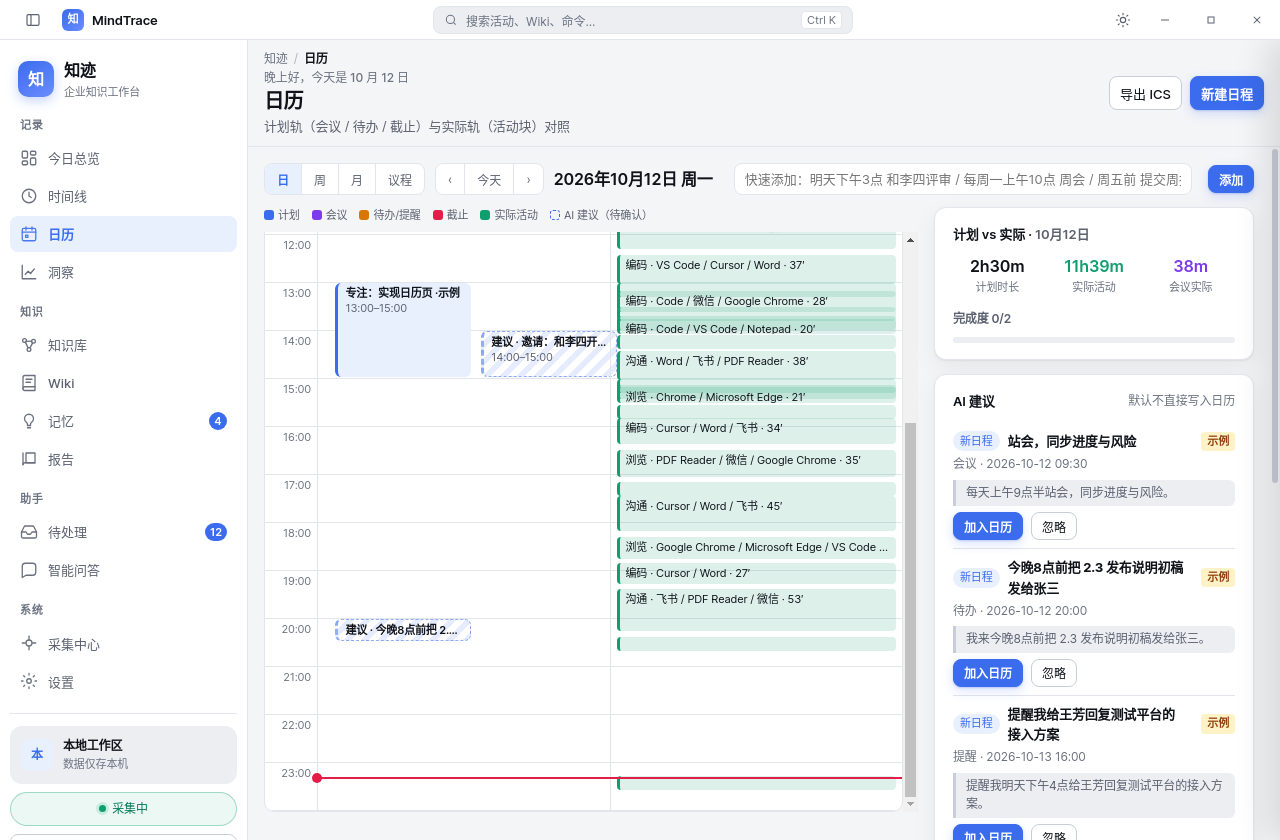 知 MindTrace
搜索活动、Wiki、命令... Ctrl K
知
知迹
企业知识工作台
记录
今日总览
时间线
日历
洞察
知识
知识库
Wiki
记忆 4
报告
助手
待处理 12
智能问答
系统
采集中心
设置
本
本地工作区
数据仅存本机
采集中
知迹 / 日历
晚上好，今天是 10 月 12 日
日历
计划轨（会议 / 待办 / 截止）与实际轨（活动块）对照
导出 ICS 新建日程
日 周 月 议程 ‹ 今天 › 2026年10月12日 周一
快速添加：明天下午3点 和李四评审 / 每周一上午10点 周会 / 周五前 提交周 添加
计划 会议 待办/提醒 截止 实际活动 AI 建议（待确认）
12:00
13:00
14:00
15:00
16:00
17:00
18:00
19:00
20:00
21:00
22:00
23:00
专注：实现日历页 ·示例
13:00–15:00
建议 · 邀请：和李四开...
14:00–15:00
建议 · 今晚8点前把 2....
编码 · VS Code / Cursor / Word · 37′
编码 · Code / 微信 / Google Chrome · 28′
编码 · Code / VS Code / Notepad · 20′
沟通 · Word / 飞书 / PDF Reader · 38′
浏览 · Chrome / Microsoft Edge · 21′
编码 · Cursor / Word / 飞书 · 34′
浏览 · PDF Reader / 微信 / Google Chrome · 35′
沟通 · Cursor / Word / 飞书 · 45′
浏览 · Google Chrome / Microsoft Edge / VS Code ...
编码 · Cursor / Word · 27′
沟通 · 飞书 / PDF Reader / 微信 · 53′
计划 vs 实际 · 10月12日
2h30m 11h39m 38m
计划时长 实际活动 会议实际
完成度 0/2
AI 建议 默认不直接写入日历
新日程 站会，同步进度与风险 示例
会议 · 2026-10-12 09:30
每天上午9点半站会，同步进度与风险。
加入日历 忽略
新日程 今晚8点前把 2.3 发布说明初稿 示例
发给张三
待办 · 2026-10-12 20:00
我来今晚8点前把 2.3 发布说明初稿发给张三。
加入日历 忽略
新日程 提醒我给王芳回复测试平台的 示例
接入方案
提醒 · 2026-10-13 16:00
提醒我明天下午4点给王芳回复测试平台的接入方
案。
加入日历 忽略